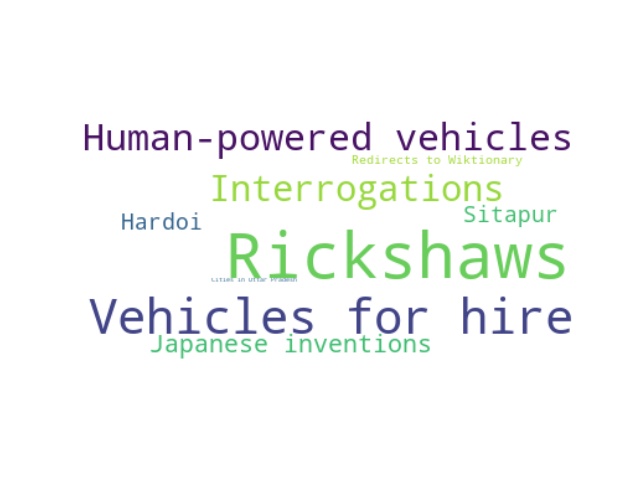 Human-powered vehicles
Redirects to Wiktionary
Interrogations
Sitapur
Hardoi
Rickshaws
Cities in Uttar Pradesh
Vehicles for hire
Japanese inventions